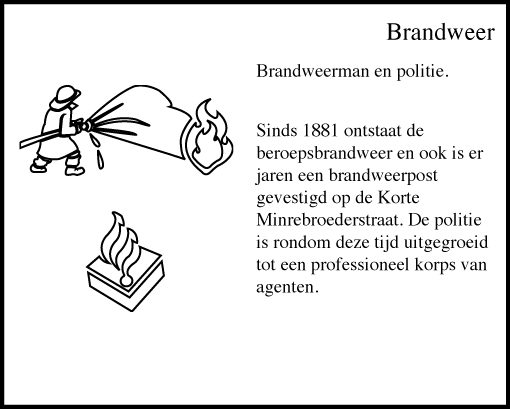 Brandweer
Brandweerman en politie.
Sinds 1881 ontstaat de
beroepsbrandweer en ook is er
jaren een brandweerpost
gevestigd op de Korte
Minrebroederstraat. De politie
is rondom deze tijd uitgegroeid
tot een professioneel korps van
agenten.